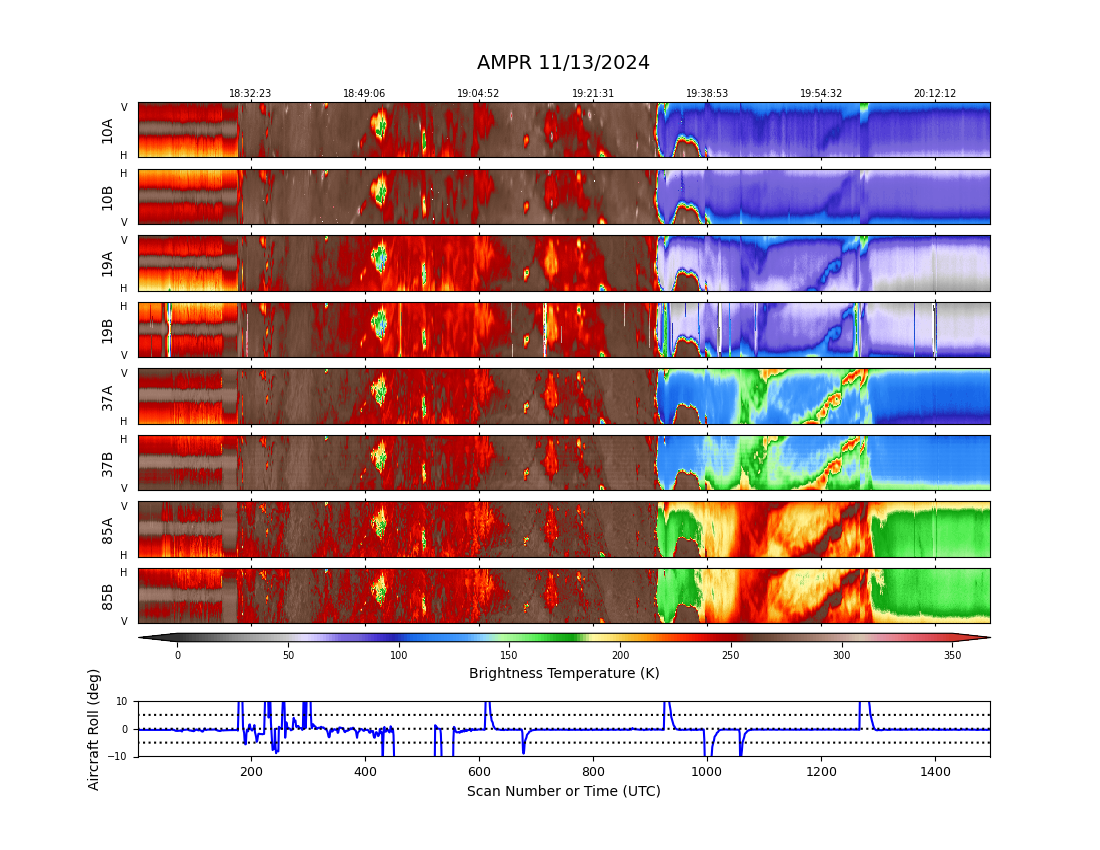 AMPR 11/13/2024
18:32:23 18:49:06 19:04:52 19:21:31 19:38:53 19:54:32 20:12:12
V
10A
H
H
10B
V
V
19A
H
H
19B
V
V
37A
H
H
37B
V
V
85A
H
H
85B
V
0 50 100 150 200 250 300 350
Brightness Temperature (K)
Aircraft Roll (deg)
10
0
−10
200 400 600 800 1000 1200 1400
Scan Number or Time (UTC)